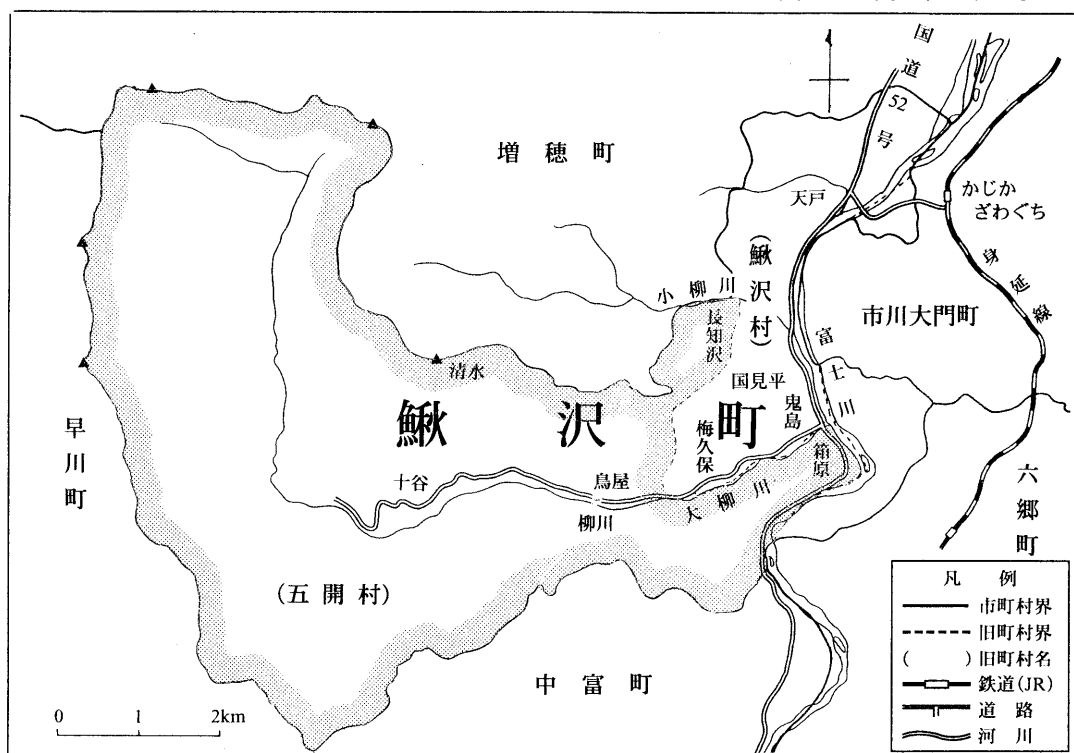 国道52号
増穂町
天戸
かじか
ざわぐち
(鰍沢村)
身延線
小柳川
長知沢
市川大門町
富士川
清水
国見平
鬼島
鰍沢町
梅久保
箱原
早川町
十谷
鳥屋
大柳川
柳川
六郷町
(五開村)
中富町
0 1 2km
凡例
市町村界
旧町村界
( ) 旧町村名
鉄道(JR)
道路
河川